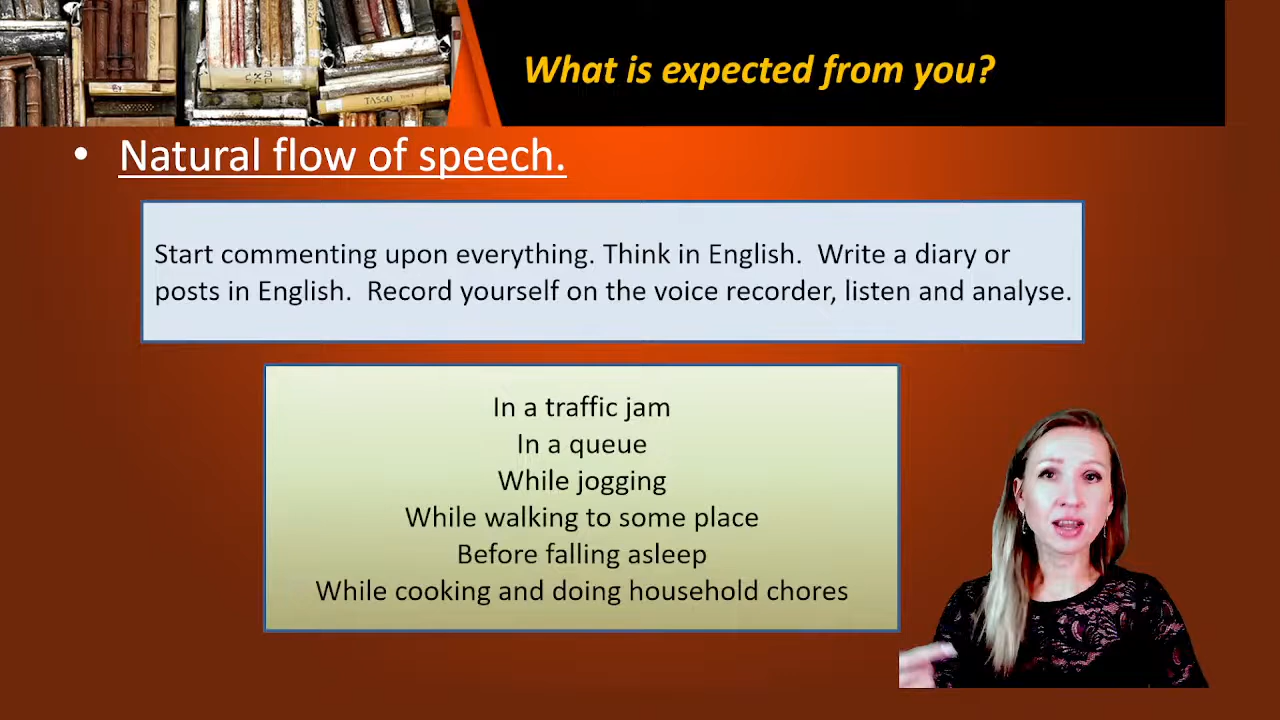 What is expected from you?
TASSO
• Natural flow of speech.
Start commenting upon everything. Think in English.  Write a diary or
posts in English.  Record yourself on the voice recorder, listen and analyse.
In a traffic jam
In a queue
While jogging
While walking to some place
Before falling asleep
While cooking and doing household chores